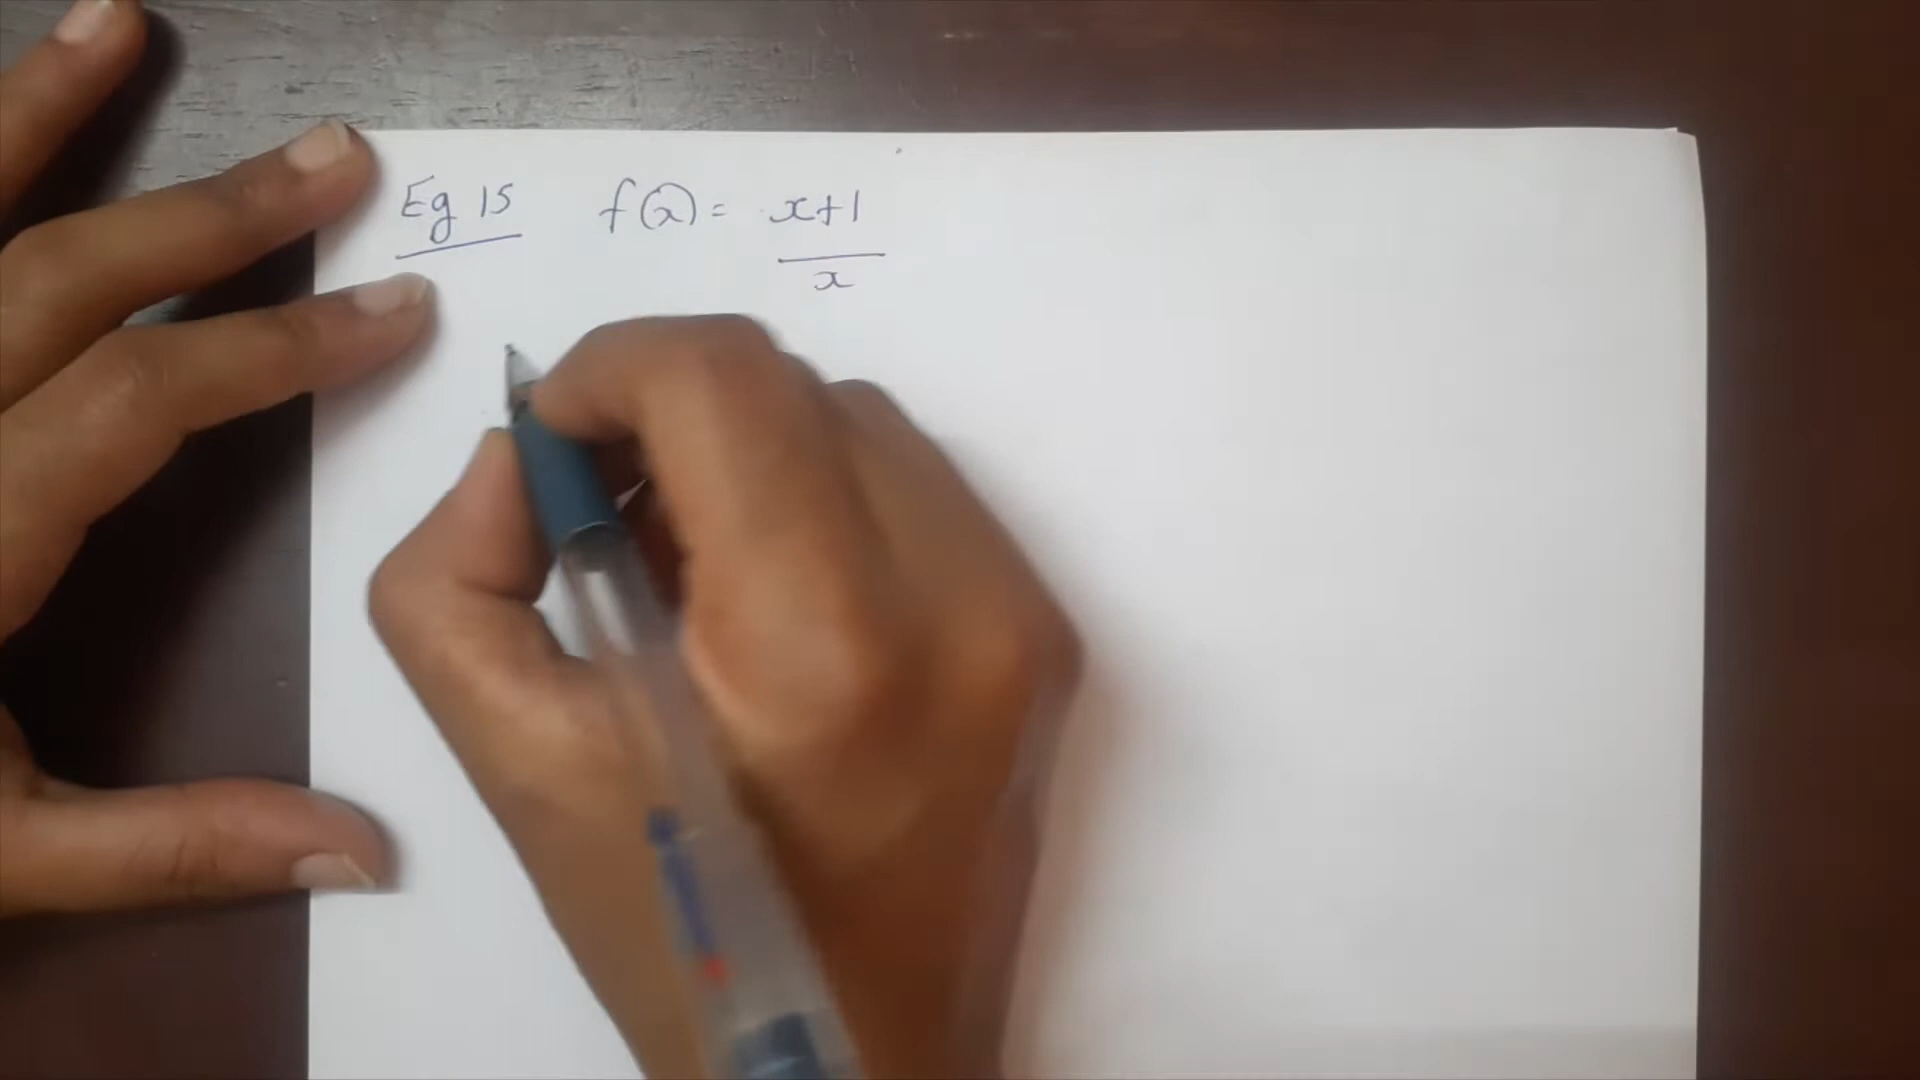 Eg 15 f(x) = x+1
x